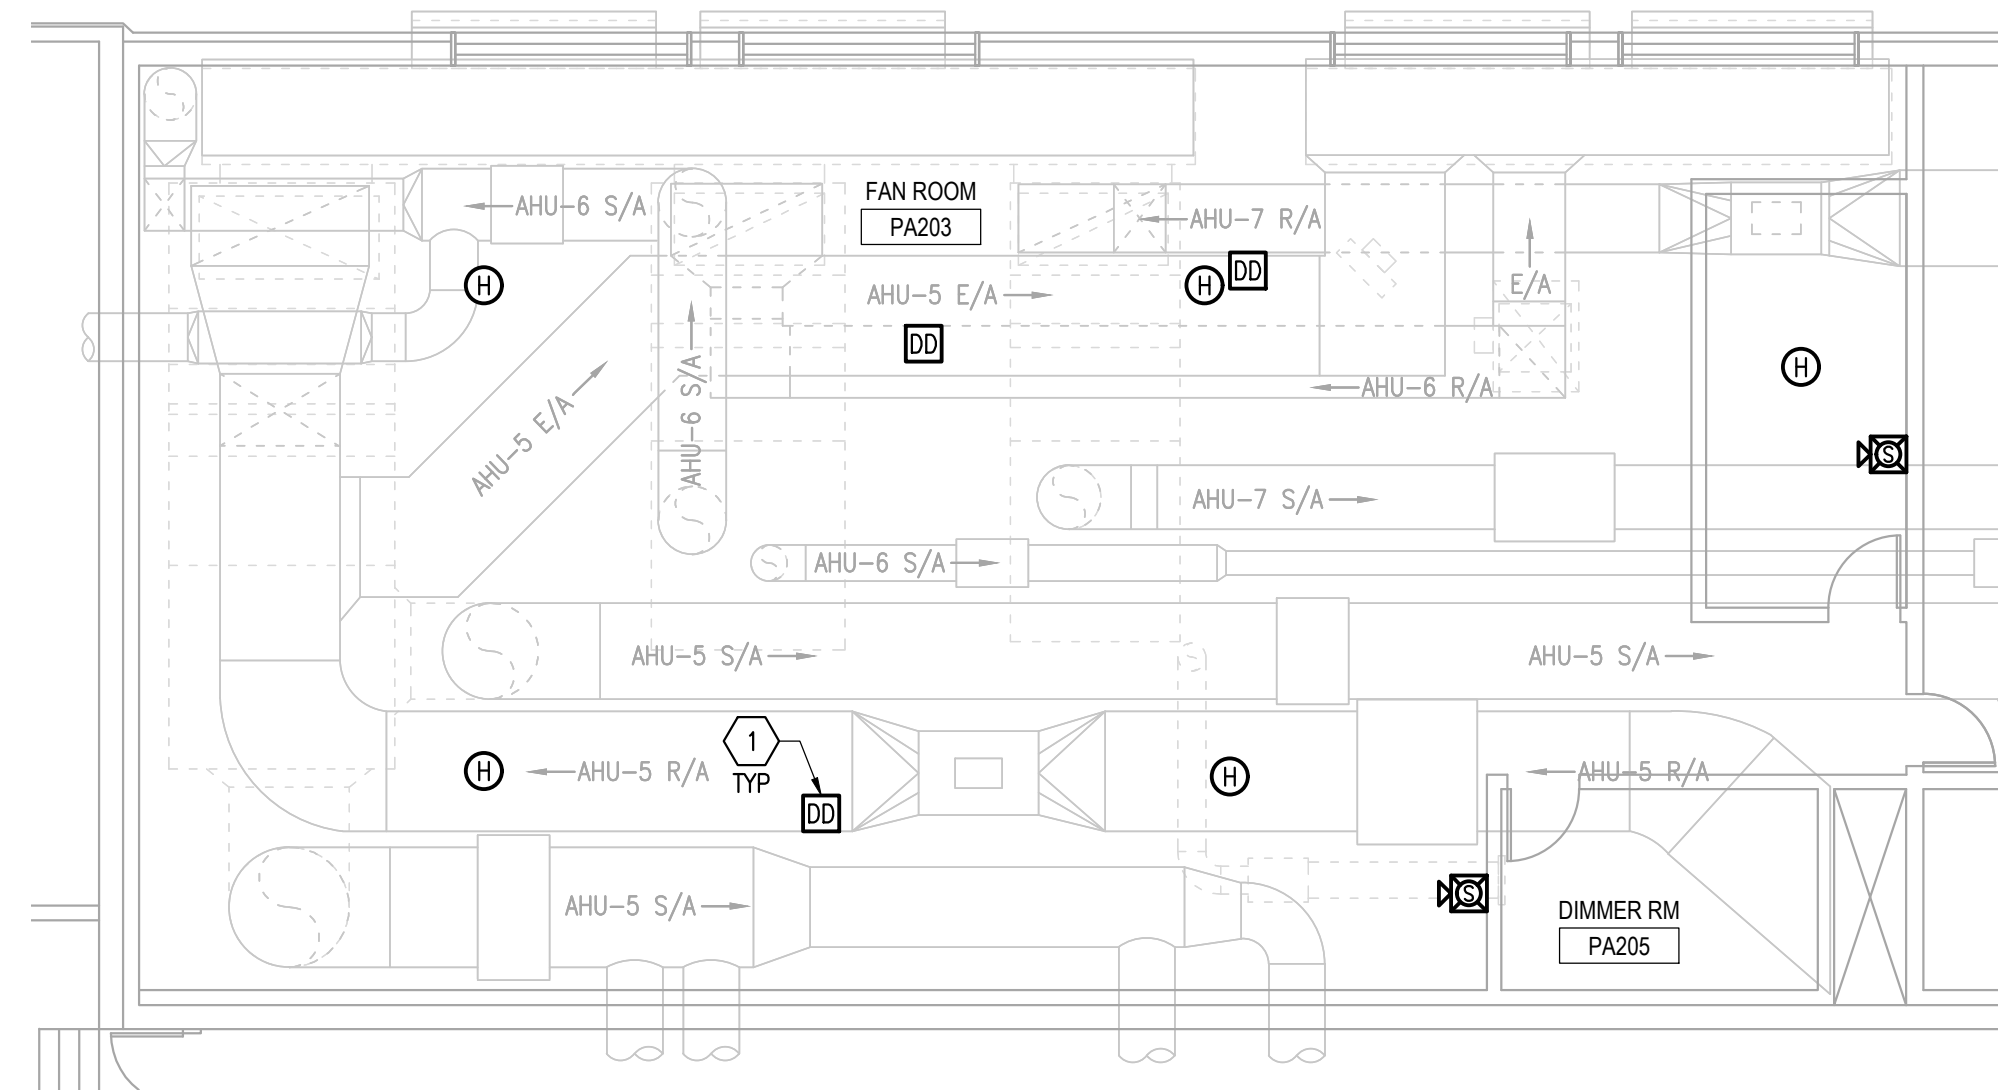 AHU-6 S/A
FAN ROOM
PA203
AHU-7 R/A
H
H
DD
AHU-5 E/A
E/A
DD
H
AHU-6 S/A
AHU-6 R/A
AHU-5 E/A
S
AHU-7 S/A
AHU-6 S/A
AHU-5 S/A
AHU-5 S/A
1
TYP
H
AHU-5 R/A
H
AHU-5 R/A
DD
S
AHU-5 S/A
DIMMER RM
PA205